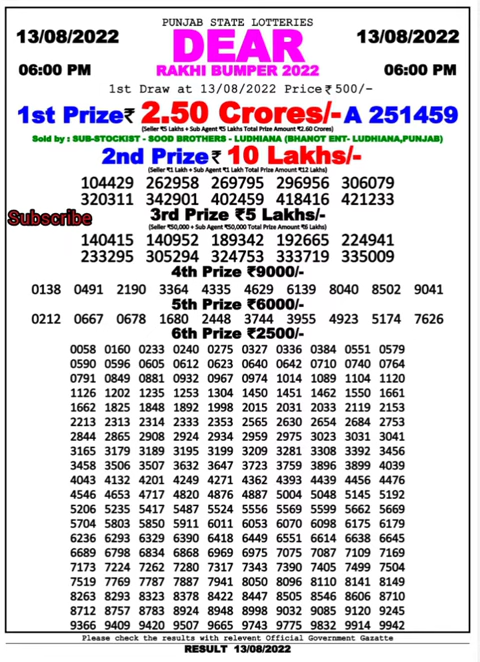 PUNJAB STATE LOTTERIES
13/08/2022 DEAR 13/08/2022
06:00 PM RAKHI BUMPER 2022 06:00 PM
1st Draw at 13/08/2022 Price₹500/-
1st Prize₹ 2.50 Crores/- A 251459
(Seller ₹5 Lakhs + Sub Agent ₹5 Lakhs Total Prize Amount ₹2.60 Crores)
Sold by : SUB-STOCKIST - SOOD BROTHERS - LUDHIANA (BHANOT ENT- LUDHIANA,PUNJAB)
2nd Prize₹ 10 Lakhs/-
(Seller ₹1 Lakh + Sub Agent ₹1 Lakh Total Prize Amount ₹12 Lakhs)
104429 262958 269795 296956 306079
320311 342901 402459 418416 421233
Subscribe
3rd Prize ₹5 Lakhs/-
(Seller ₹50,000 + Sub Agent ₹50,000 Total Prize Amount ₹6 Lakhs)
140415 140952 189342 192665 224941
233295 305294 324753 333719 335009
4th Prize ₹9000/-
0138 0491 2190 3364 4335 4629 6139 8040 8502 9041
5th Prize ₹6000/-
0212 0667 0678 1680 2448 3744 3955 4923 5174 7626
6th Prize ₹2500/-
0058 0160 0233 0240 0275 0327 0336 0384 0551 0579
0590 0596 0605 0612 0623 0640 0642 0710 0740 0764
0791 0849 0881 0932 0967 0974 1014 1089 1104 1120
1126 1202 1235 1253 1304 1450 1451 1462 1550 1661
1662 1825 1848 1892 1998 2015 2031 2033 2119 2153
2213 2313 2314 2333 2353 2565 2630 2654 2684 2753
2844 2865 2908 2924 2934 2959 2975 3023 3031 3041
3165 3179 3189 3195 3199 3209 3281 3308 3392 3456
3458 3506 3507 3632 3647 3723 3759 3896 3899 4039
4043 4132 4201 4249 4271 4362 4393 4439 4456 4476
4546 4653 4717 4820 4876 4887 5004 5048 5145 5192
5206 5235 5417 5487 5524 5556 5569 5599 5662 5669
5704 5803 5850 5911 6011 6053 6070 6098 6175 6179
6236 6293 6329 6390 6418 6449 6551 6614 6638 6645
6689 6798 6834 6868 6969 6975 7075 7087 7109 7169
7173 7224 7262 7280 7317 7343 7390 7405 7499 7504
7519 7769 7787 7887 7941 8050 8096 8110 8141 8149
8263 8293 8323 8378 8422 8447 8505 8546 8606 8710
8712 8757 8783 8924 8948 8998 9032 9085 9120 9245
9366 9409 9420 9507 9665 9743 9775 9832 9914 9942
Please check the results with relevent Official Government Gazatte
RESULT 13/08/2022